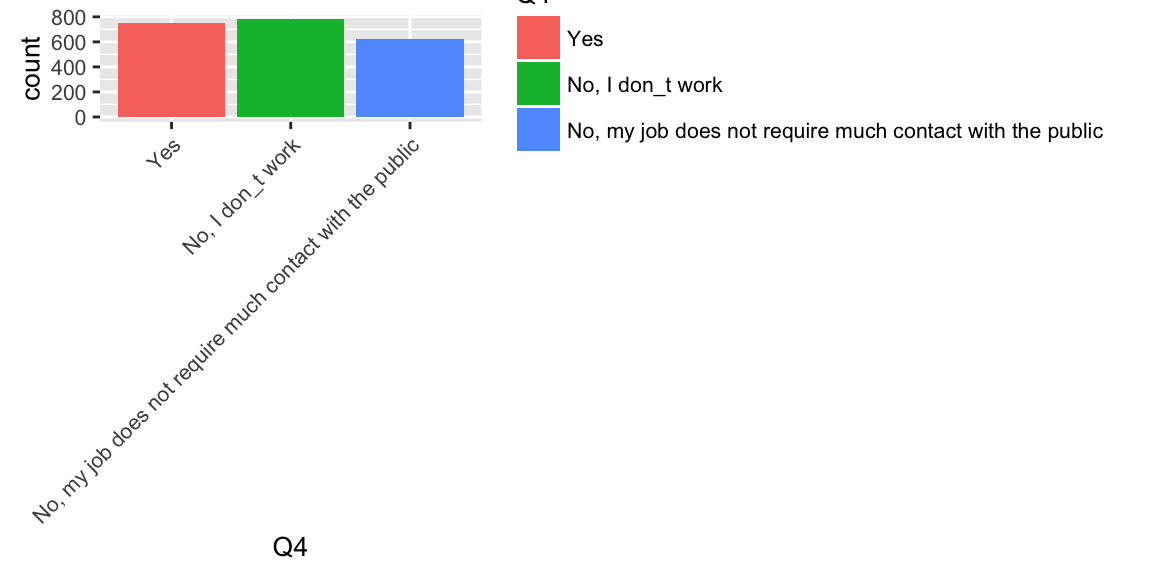 800
600
400
200
0
count
Yes
No, I don_t work
No, my job does not require much contact with the public
Q4
Yes
No, I don_t work
No, my job does not require much contact with the public